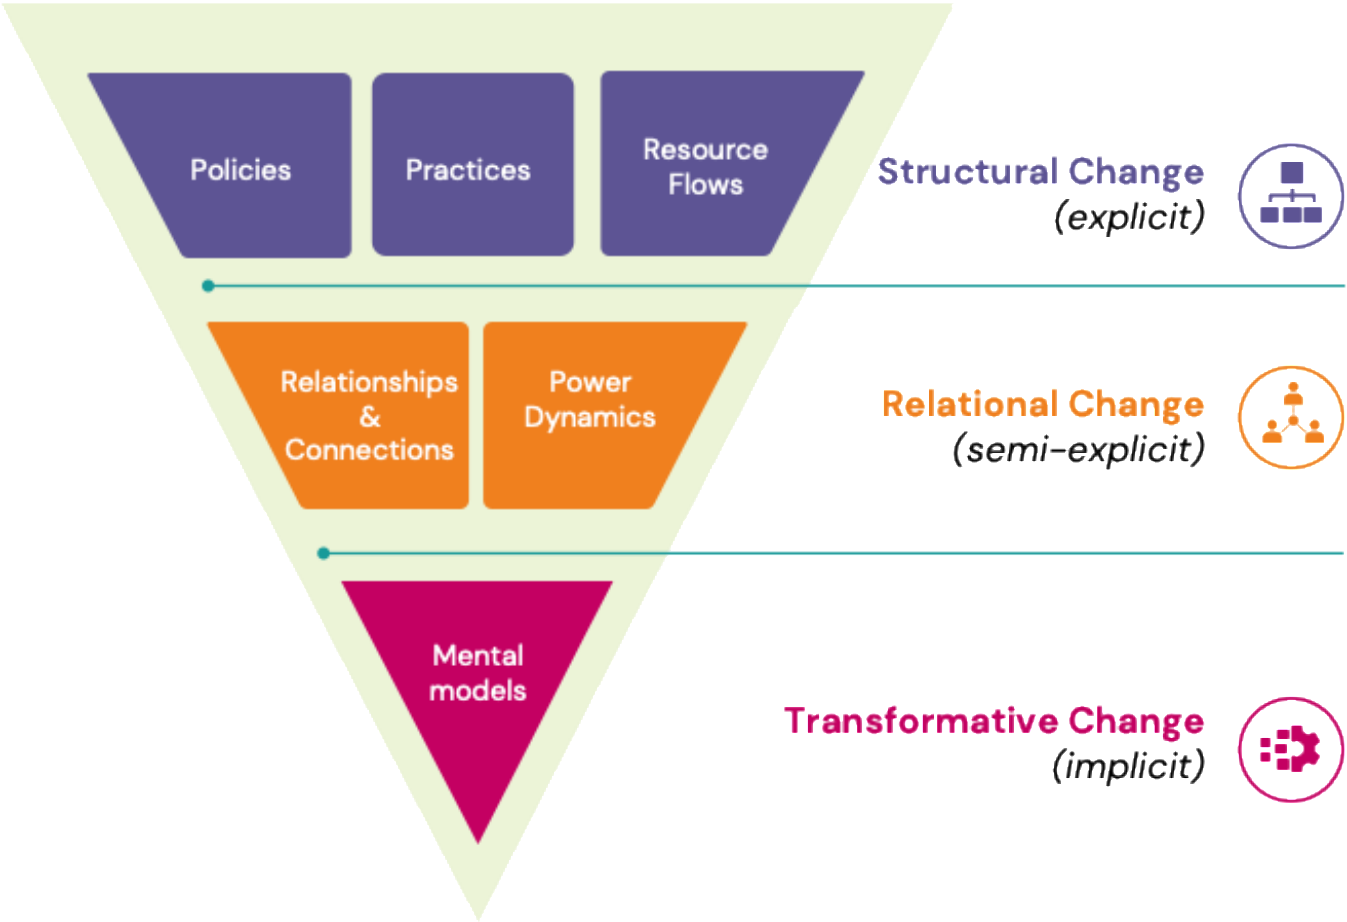 Policies
Practices
Resource
Flows
Structural Change
(explicit)
Relationships
&
Connections
Power
Dynamics
Relational Change
(semi-explicit)
Mental
models
Transformative Change
(implicit)